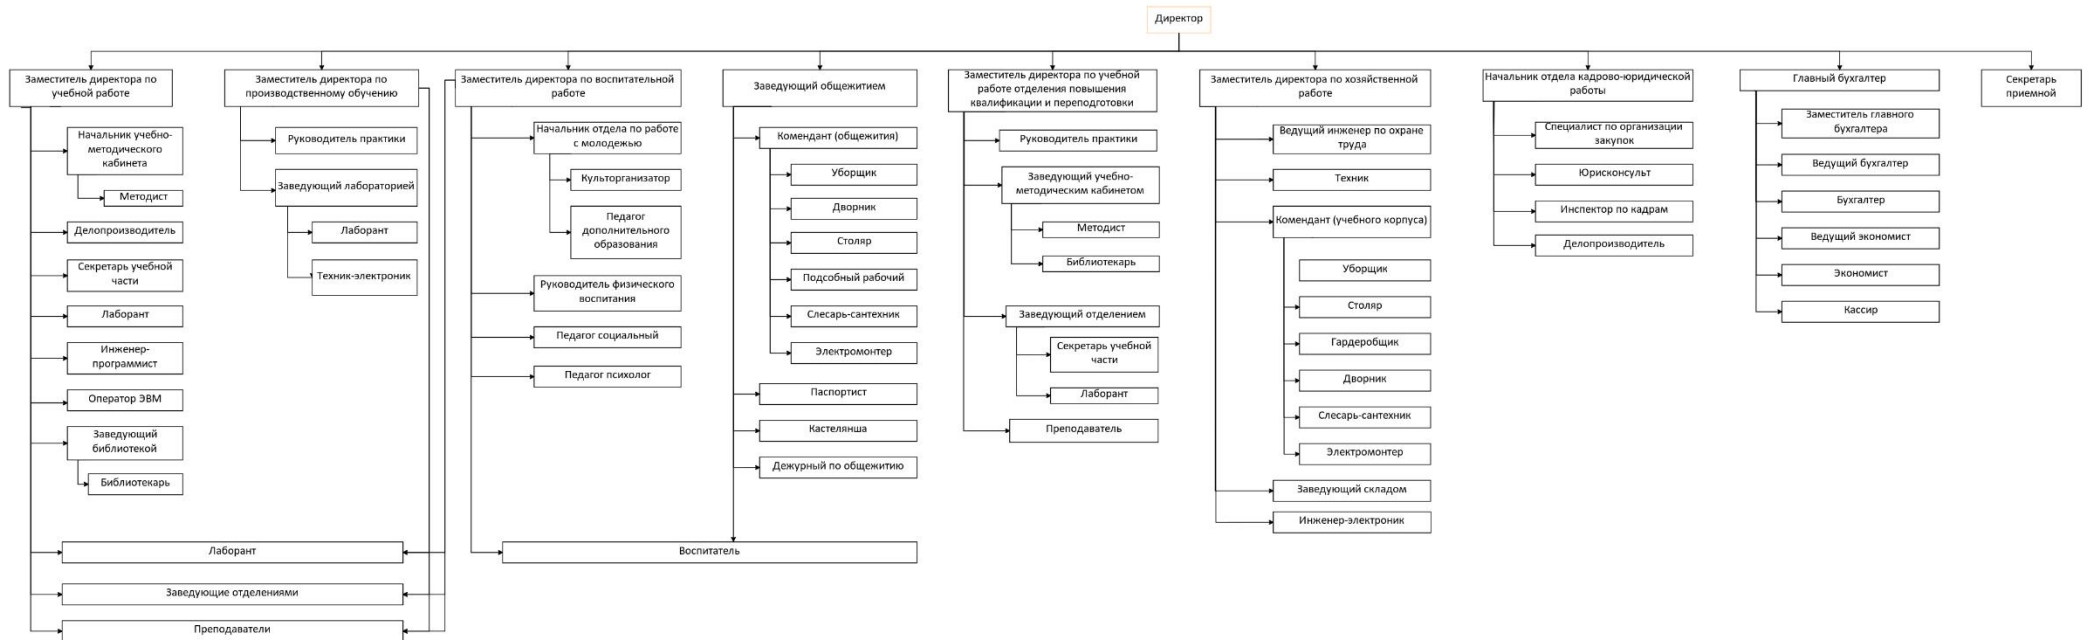 Директор
Заместитель директора по
учебной работе
Начальник учебно-
методического
кабинета
Методист
Делопроизводитель
Секретарь учебной
части
Лаборант
Инженер-
программист
Оператор ЭВМ
Заведующий
библиотекой
Библиотекарь
Заместитель директора по
производственному обучению
Руководитель практики
Заведующий лабораторией
Лаборант
Техник-электроник
Лаборант
Заведующие отделениями
Преподаватели
Заместитель директора по воспитательной
работе
Начальник отдела по работе
с молодежью
Культорганизатор
Педагог
дополнительного
образования
Руководитель физического
воспитания
Педагог социальный
Педагог психолог
Заведующий общежитием
Комендант (общежития)
Уборщик
Дворник
Столяр
Подсобный рабочий
Слесарь-сантехник
Электромонтер
Паспортист
Кастелянша
Дежурный по общежитию
Воспитатель
Заместитель директора по учебной
работе отделения повышения
квалификации и переподготовки
Руководитель практики
Заведующий учебно-
методическим кабинетом
Методист
Библиотекарь
Заведующий отделением
Секретарь учебной
части
Лаборант
Преподаватель
Заместитель директора по хозяйственной
работе
Ведущий инженер по охране
труда
Техник
Комендант (учебного корпуса)
Уборщик
Столяр
Гардеробщик
Дворник
Слесарь-сантехник
Электромонтер
Заведующий складом
Инженер-электроник
Начальник отдела кадрово-юридической
работы
Специалист по организации
закупок
Юрисконсульт
Инспектор по кадрам
Делопроизводитель
Главный бухгалтер
Заместитель главного
бухгалтера
Ведущий бухгалтер
Бухгалтер
Ведущий экономист
Экономист
Кассир
Секретарь
приемной